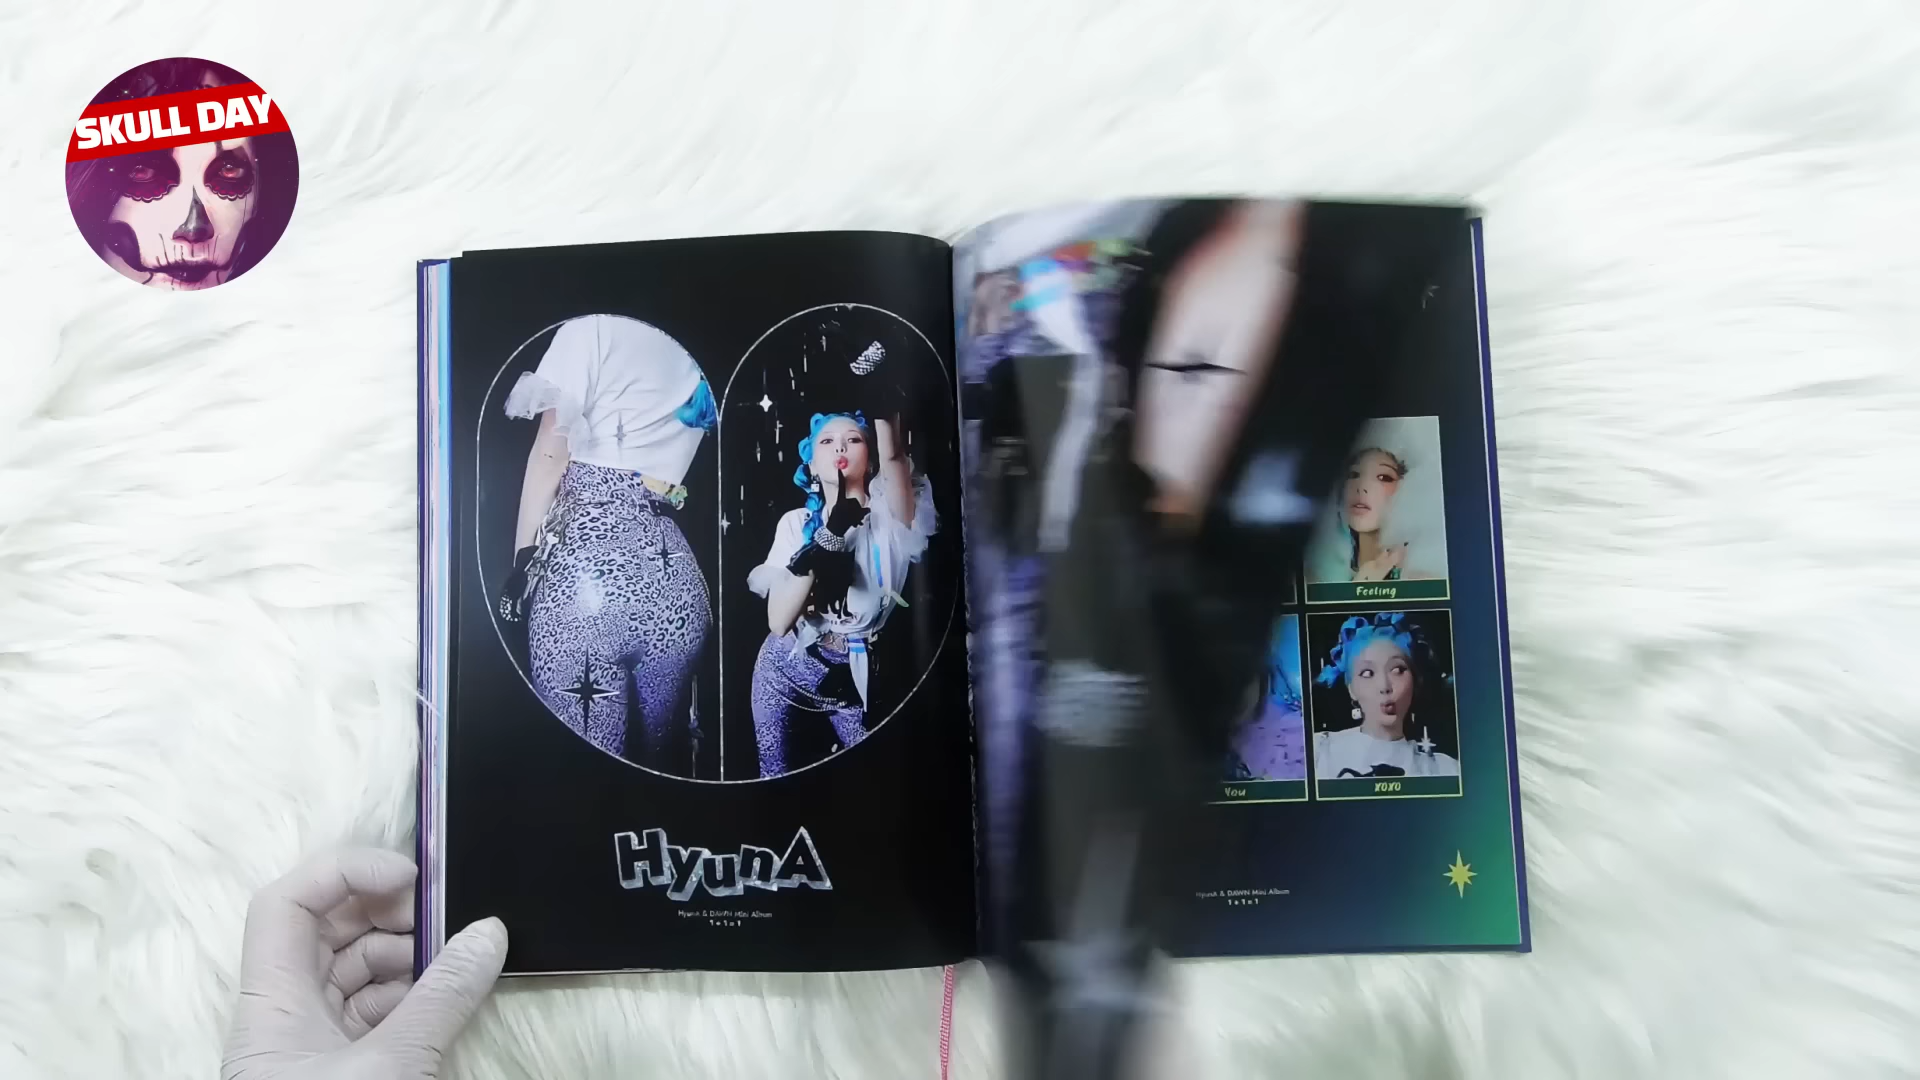 SKULL DAY
HyunA
HyunA & DAWN Mini Album
1+1=1
Feeling
You
XOXO
HyunA & DAWN Mini Album
1+1=1